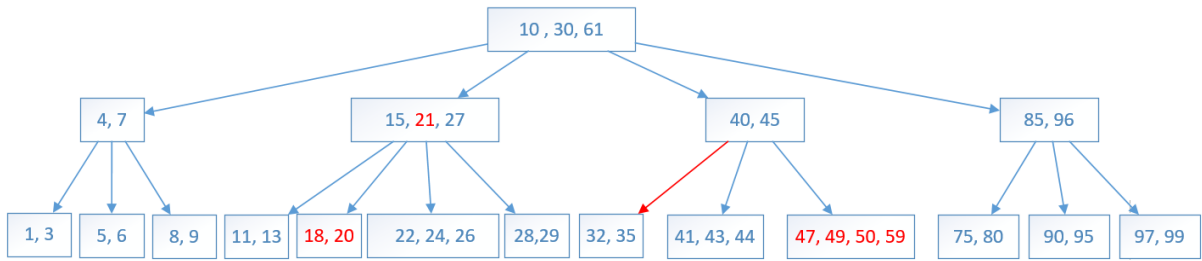 10 , 30, 61
4, 7
15, 21, 27
40, 45
85, 96
1, 3
5, 6
8, 9
11, 13
18, 20
22, 24, 26
28,29
32, 35
41, 43, 44
47, 49, 50, 59
75, 80
90, 95
97, 99